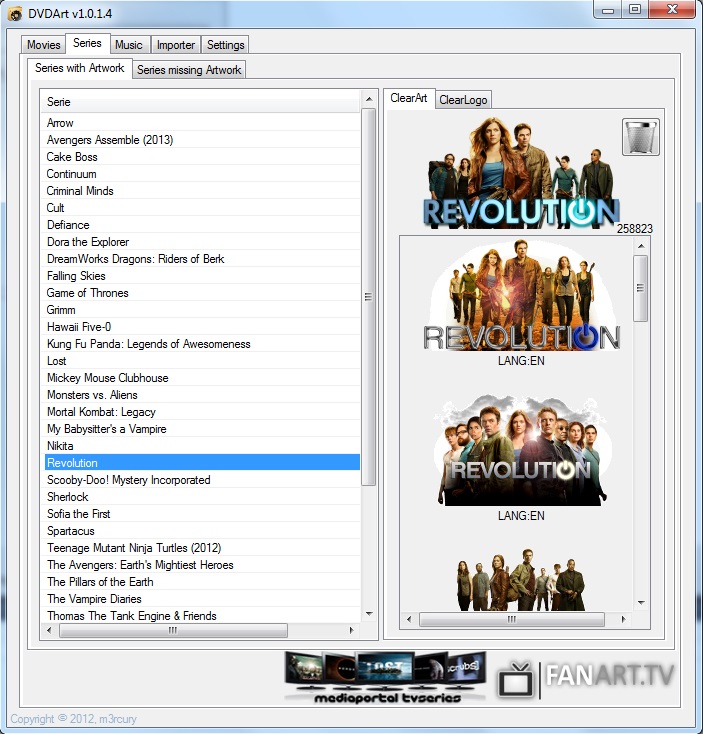 DVDArt v1.0.1.4
Movies Series Music Importer Settings
Series with Artwork Series missing Artwork
Serie
Arrow
Avengers Assemble (2013)
Cake Boss
Continuum
Criminal Minds
Cult
Defiance
Dora the Explorer
DreamWorks Dragons: Riders of Berk
Falling Skies
Game of Thrones
Grimm
Hawaii Five-0
Kung Fu Panda: Legends of Awesomeness
Lost
Mickey Mouse Clubhouse
Monsters vs. Aliens
Mortal Kombat: Legacy
My Babysitter's a Vampire
Nikita
Revolution
Scooby-Doo! Mystery Incorporated
Sherlock
Sofia the First
Spartacus
Teenage Mutant Ninja Turtles (2012)
The Avengers: Earth's Mightiest Heroes
The Pillars of the Earth
The Vampire Diaries
Thomas The Tank Engine & Friends
ClearArt ClearLogo
REVOLUTION
258823
REVOLUTION
LANG:EN
REVOLUTION
LANG:EN
LOST scrubs
mediaportal tvseries
FANART.TV
Copyright © 2012, m3rcury